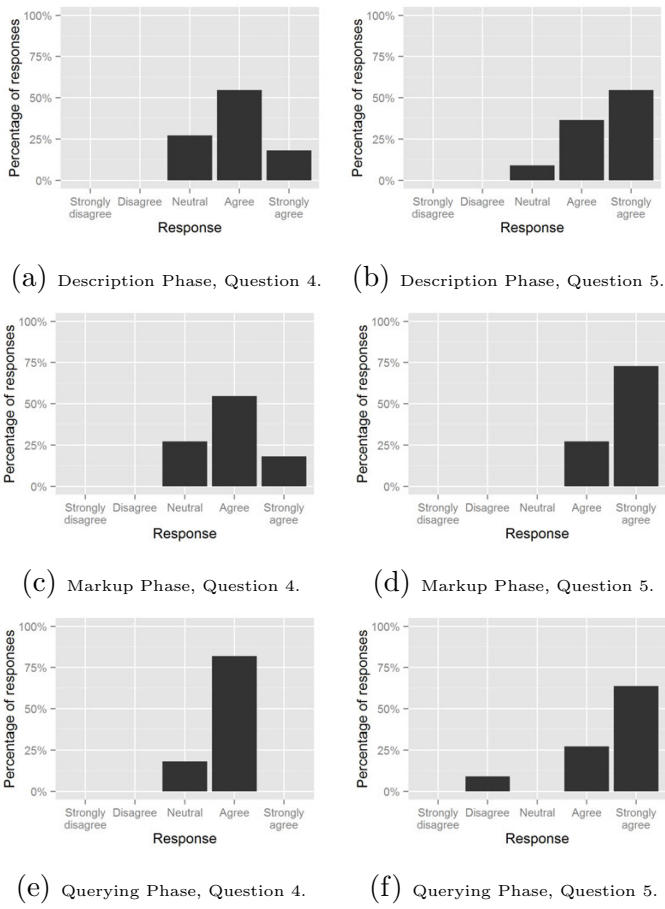 100%
75%
50%
25%
0%
Percentage of responses
Strongly disagree Disagree Neutral Agree Strongly agree
Response
(a) Description Phase, Question 4.
100%
75%
50%
25%
0%
Percentage of responses
Strongly disagree Disagree Neutral Agree Strongly agree
Response
(b) Description Phase, Question 5.
100%
75%
50%
25%
0%
Percentage of responses
Strongly disagree Disagree Neutral Agree Strongly agree
Response
(c) Markup Phase, Question 4.
100%
75%
50%
25%
0%
Percentage of responses
Strongly disagree Disagree Neutral Agree Strongly agree
Response
(d) Markup Phase, Question 5.
100%
75%
50%
25%
0%
Percentage of responses
Strongly disagree Disagree Neutral Agree Strongly agree
Response
(e) Querying Phase, Question 4.
100%
75%
50%
25%
0%
Percentage of responses
Strongly disagree Disagree Neutral Agree Strongly agree
Response
(f) Querying Phase, Question 5.